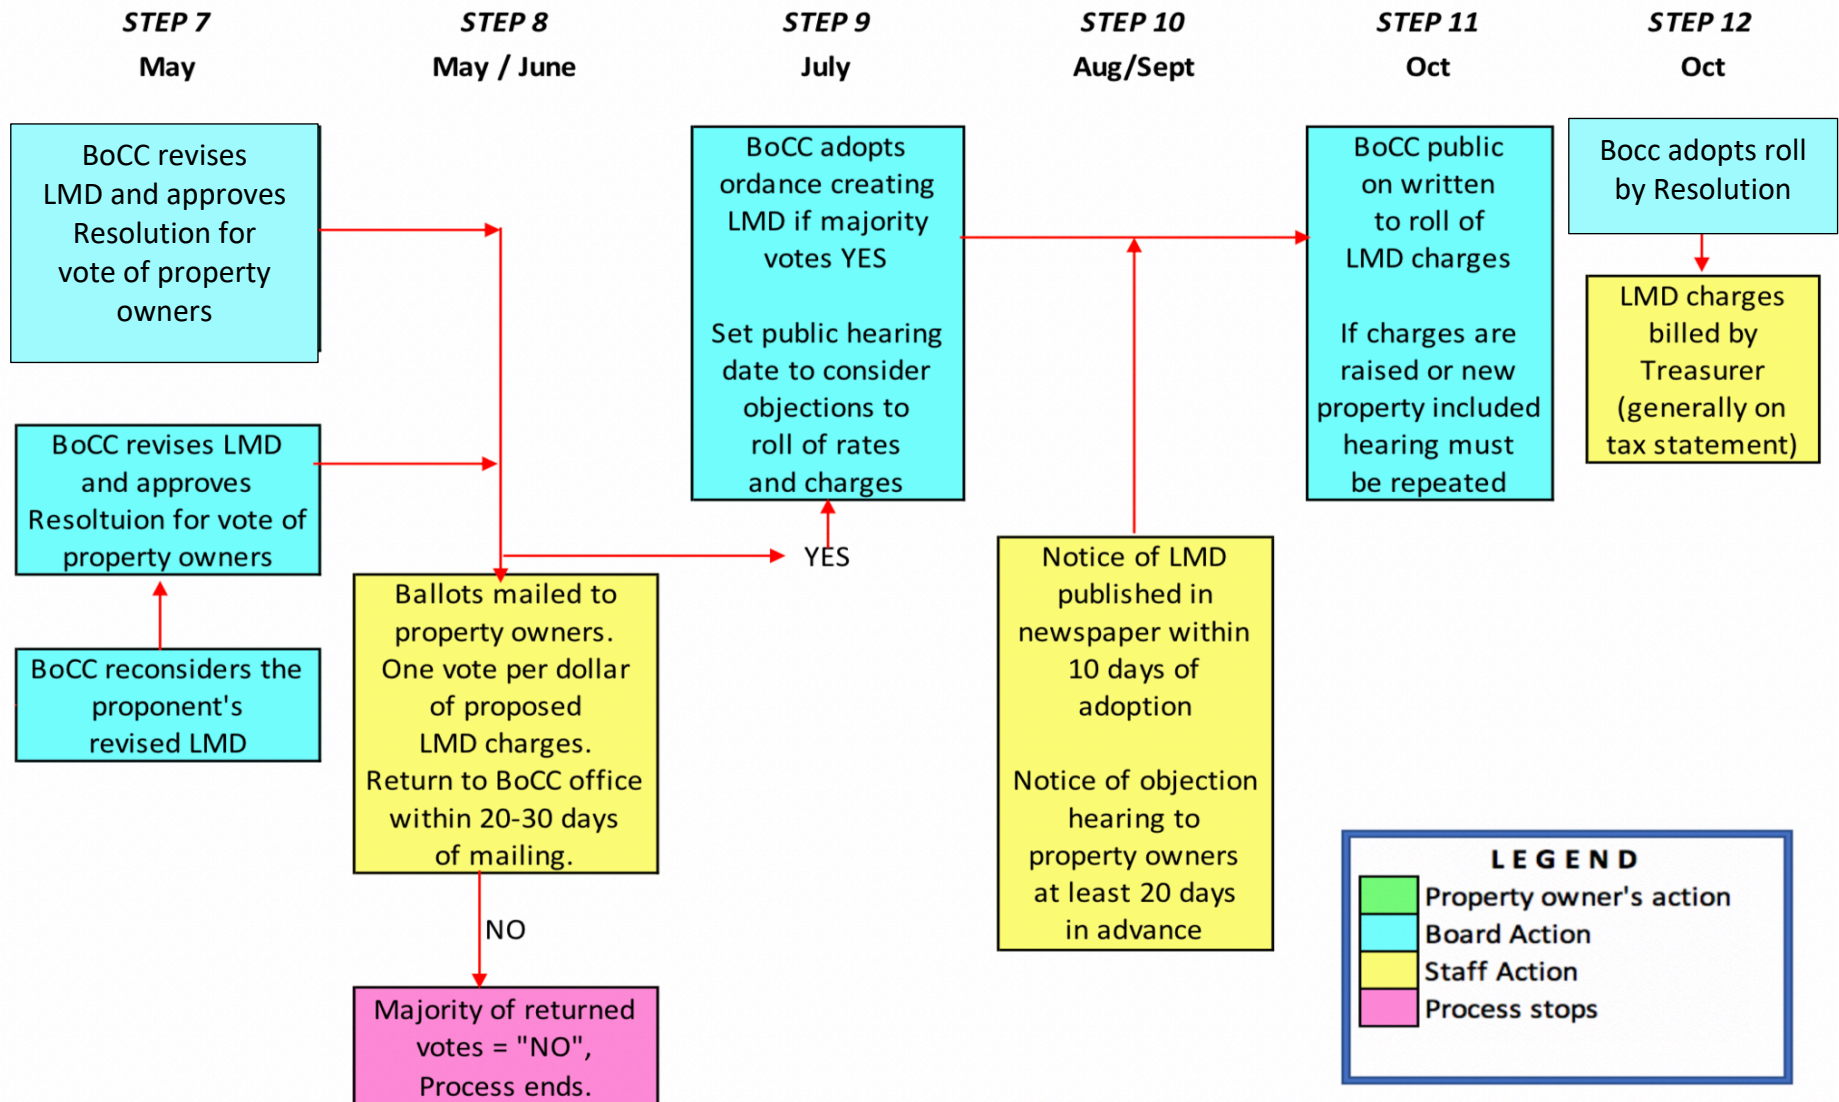 STEP 7
May
STEP 8
May / June
STEP 9
July
STEP 10
Aug/Sept
STEP 11
Oct
STEP 12
Oct
BoCC revises
LMD and approves
Resolution for
vote of property
owners
BoCC revises LMD
and approves
Resoltuion for vote of
property owners
BoCC reconsiders the
proponent's
revised LMD
Ballots mailed to
property owners.
One vote per dollar
of proposed
LMD charges.
Return to BoCC office
within 20-30 days
of mailing.
NO
Majority of returned
votes = "NO",
Process ends.
YES
BoCC adopts
ordance creating
LMD if majority
votes YES
Set public hearing
date to consider
objections to
roll of rates
and charges
Notice of LMD
published in
newspaper within
10 days of
adoption
Notice of objection
hearing to
property owners
at least 20 days
in advance
BoCC public
on written
to roll of
LMD charges
If charges are
raised or new
property included
hearing must
be repeated
Bocc adopts roll
by Resolution
LMD charges
billed by
Treasurer
(generally on
tax statement)
LEGEND
Property owner's action
Board Action
Staff Action
Process stops